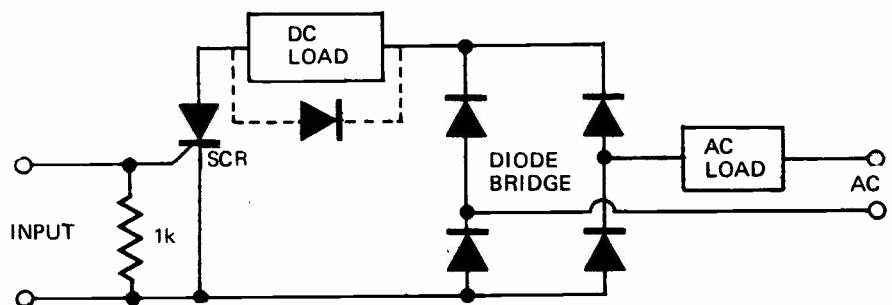 DC
LOAD
SCR
DIODE
BRIDGE
AC
LOAD
AC
INPUT
1k